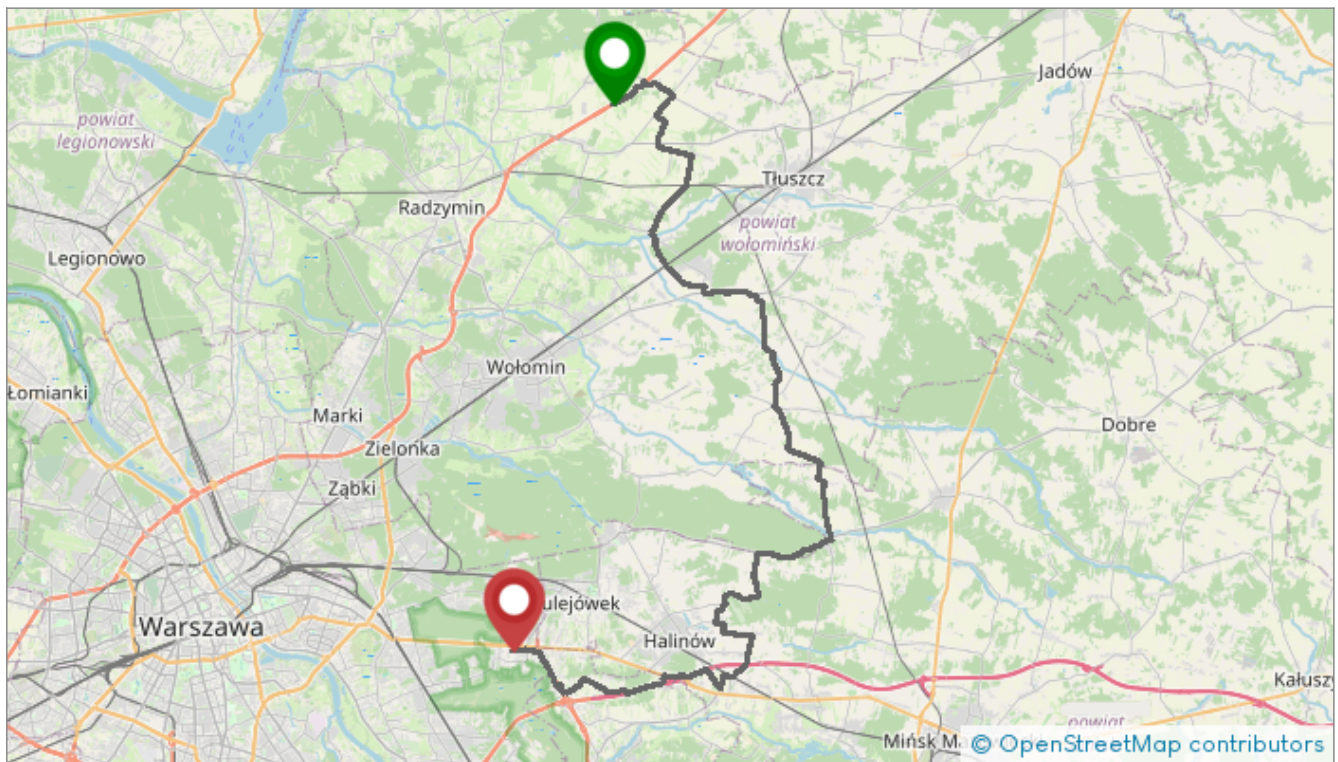 Jadów
powiat
legionowski
Tłuszcz
Radzymin
powiat
wołomiński
Legionowo
Wołomin
Łomianki
Marki
Dobre
Zielonka
Ząbki
ulejówek
Warszawa
Halinów
Kałuszy
powiat
Mińsk M
© OpenStreetMap contributors